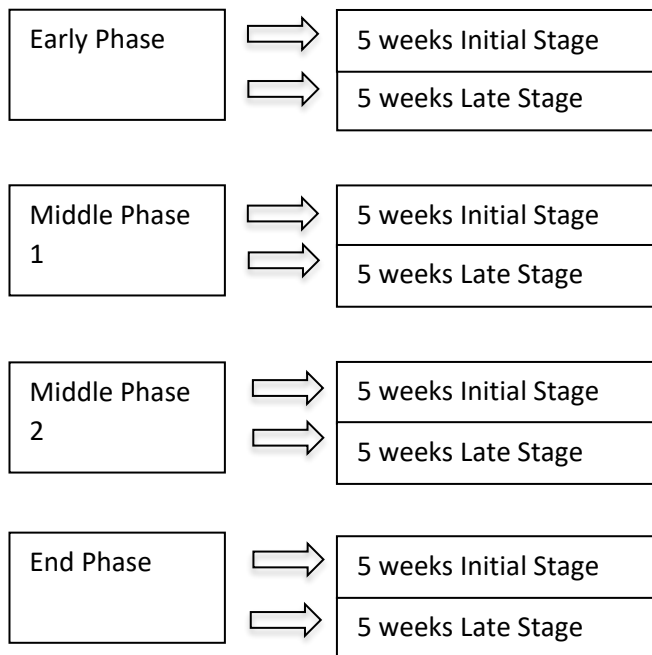 Early Phase
5 weeks Initial Stage
5 weeks Late Stage
Middle Phase
1
5 weeks Initial Stage
5 weeks Late Stage
Middle Phase
2
5 weeks Initial Stage
5 weeks Late Stage
End Phase
5 weeks Initial Stage
5 weeks Late Stage